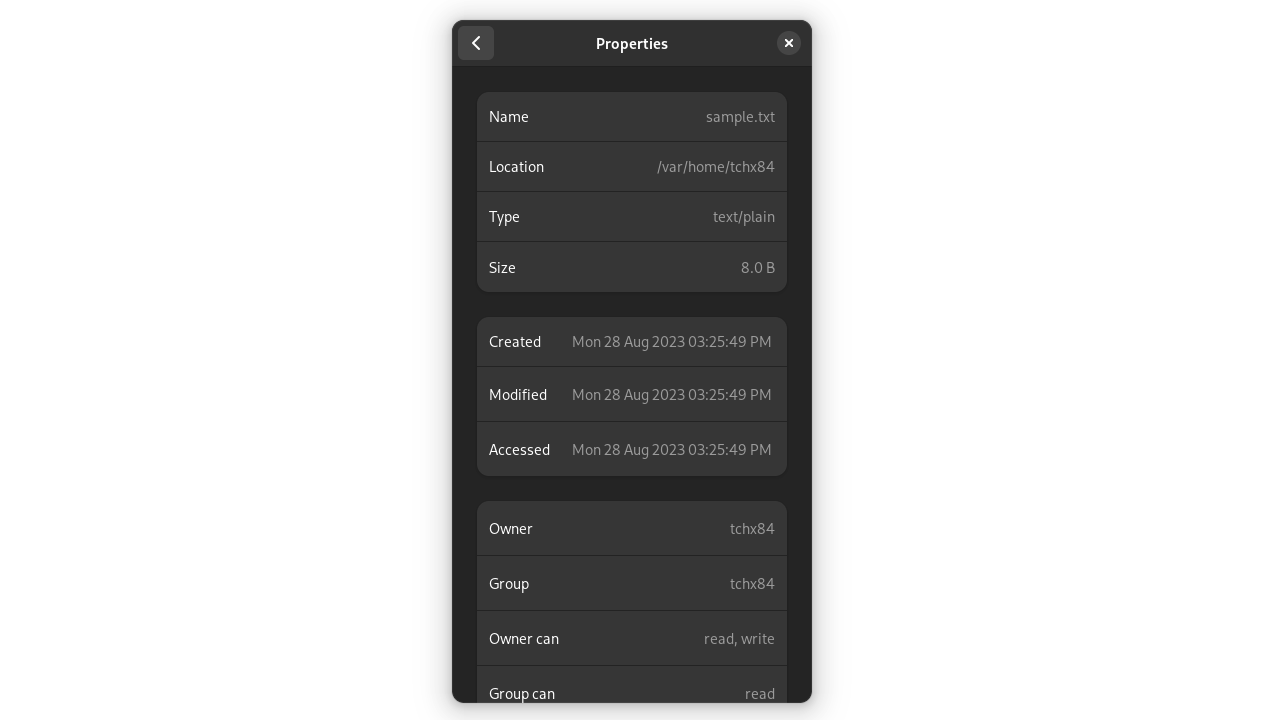 Properties
Name sample.txt
Location /var/home/tchx84
Type text/plain
Size 8.0 B
Created Mon 28 Aug 2023 03:25:49 PM
Modified Mon 28 Aug 2023 03:25:49 PM
Accessed Mon 28 Aug 2023 03:25:49 PM
Owner tchx84
Group tchx84
Owner can read, write
Group can read